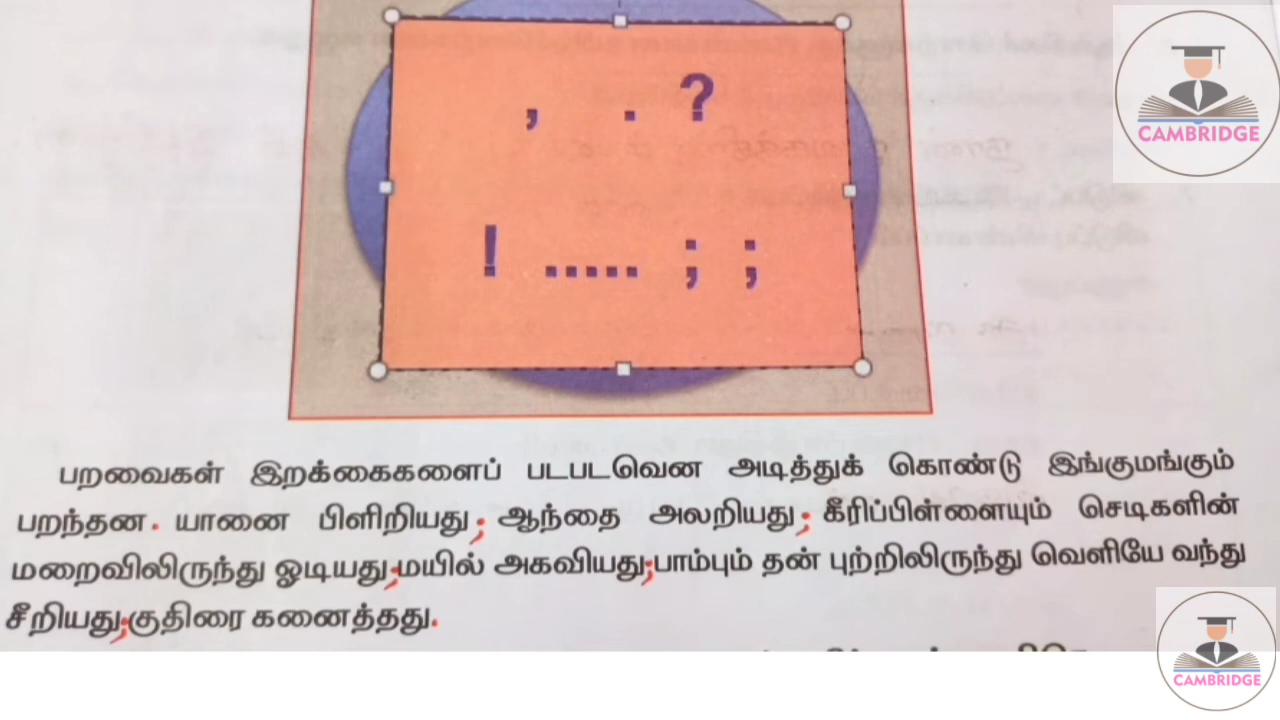 CAMBRIDGE
, . ?
! ..... ; ;
பறவைகள் இறக்கைகளைப் படபடவென அடித்துக் கொண்டு இங்குமங்கும்
பறந்தன. யானை பிளிறியது; ஆந்தை அலறியது; கீரிப்பிள்ளையும் செடிகளின்
மறைவிலிருந்து ஓடியது;மயில் அகவியது;பாம்பும் தன் புற்றிலிருந்து வெளியே வந்து
சீறியது;குதிரை கனைத்தது.
CAMBRIDGE